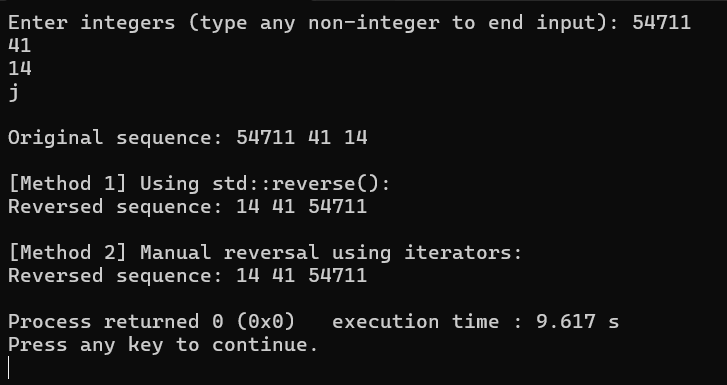 Enter integers (type any non-integer to end input): 54711
41
14
j
Original sequence: 54711 41 14
[Method 1] Using std::reverse():
Reversed sequence: 14 41 54711
[Method 2] Manual reversal using iterators:
Reversed sequence: 14 41 54711
Process returned 0 (0x0)   execution time : 9.617 s
Press any key to continue.